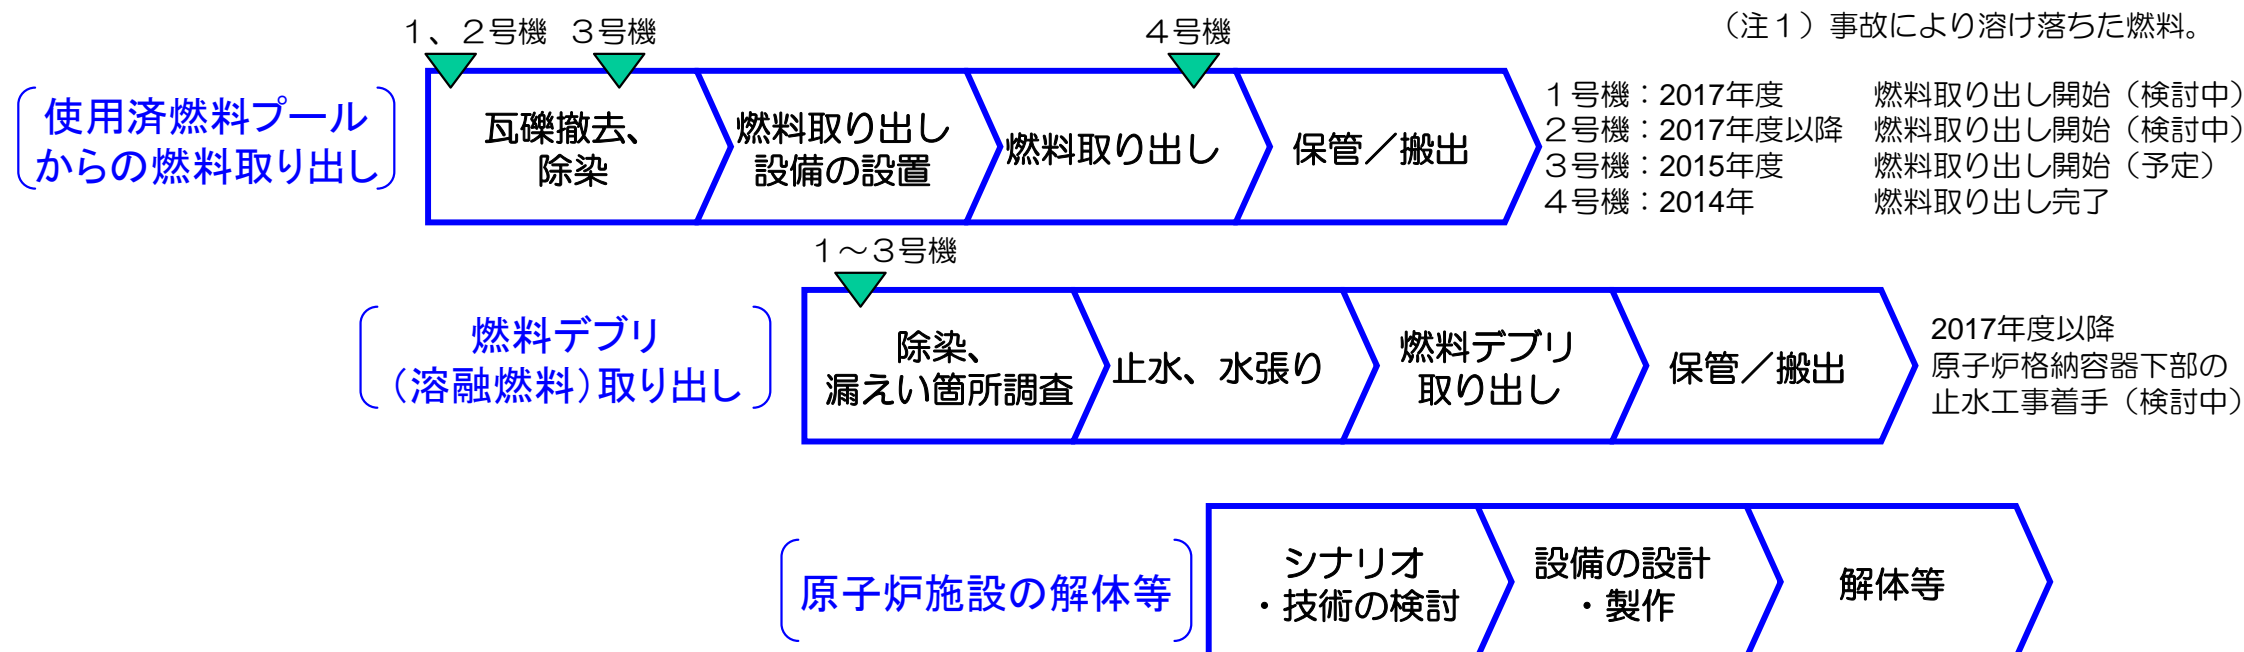 （注１）事故により溶け落ちた燃料。
１、２号機
３号機
４号機
使用済燃料プール
からの燃料取り出し
瓦礫撤去、
除染
燃料取り出し
設備の設置
燃料取り出し
保管／搬出
１号機：2017年度 燃料取り出し開始（検討中）
２号機：2017年度以降 燃料取り出し開始（検討中）
３号機：2015年度 燃料取り出し開始（予定）
４号機：2014年 燃料取り出し完了
１～３号機
燃料デブリ
（溶融燃料）取り出し
除染、
漏えい箇所調査
止水、水張り
燃料デブリ
取り出し
保管／搬出
2017年度以降
原子炉格納容器下部の
止水工事着手（検討中）
原子炉施設の解体等
シナリオ
・技術の検討
設備の設計
・製作
解体等